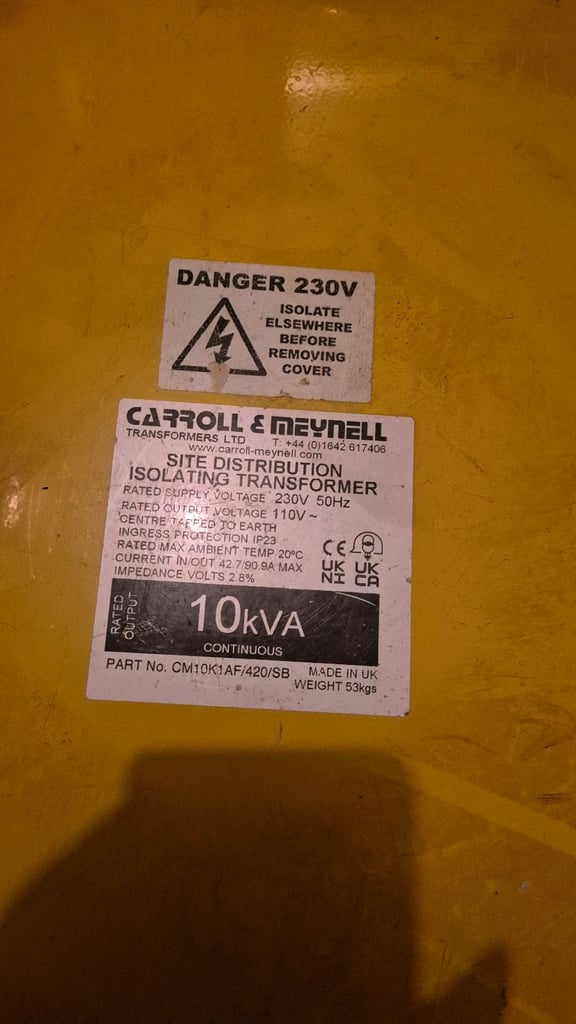 DANGER 230V
ISOLATE
ELSEWHERE
BEFORE
REMOVING
COVER
CARROLL & MEYNELL
TRANSFORMERS LTD T: +44 (0)1642 617406
www.carroll-meynell.com
SITE DISTRIBUTION
ISOLATING TRANSFORMER
RATED SUPPLY VOLTAGE 230V 50Hz
RATED OUTPUT VOLTAGE 110V ~
CENTRE TAPPED TO EARTH
INGRESS PROTECTION IP23
RATED MAX AMBIENT TEMP 20°C
CURRENT IN/OUT 42.7/90.9A MAX
IMPEDANCE VOLTS 2.8%
CE
UK UK
NI CA
RATED
OUTPUT
10kVA
CONTINUOUS
PART No. CM10K1AF/420/SB MADE IN UK
WEIGHT 53kgs